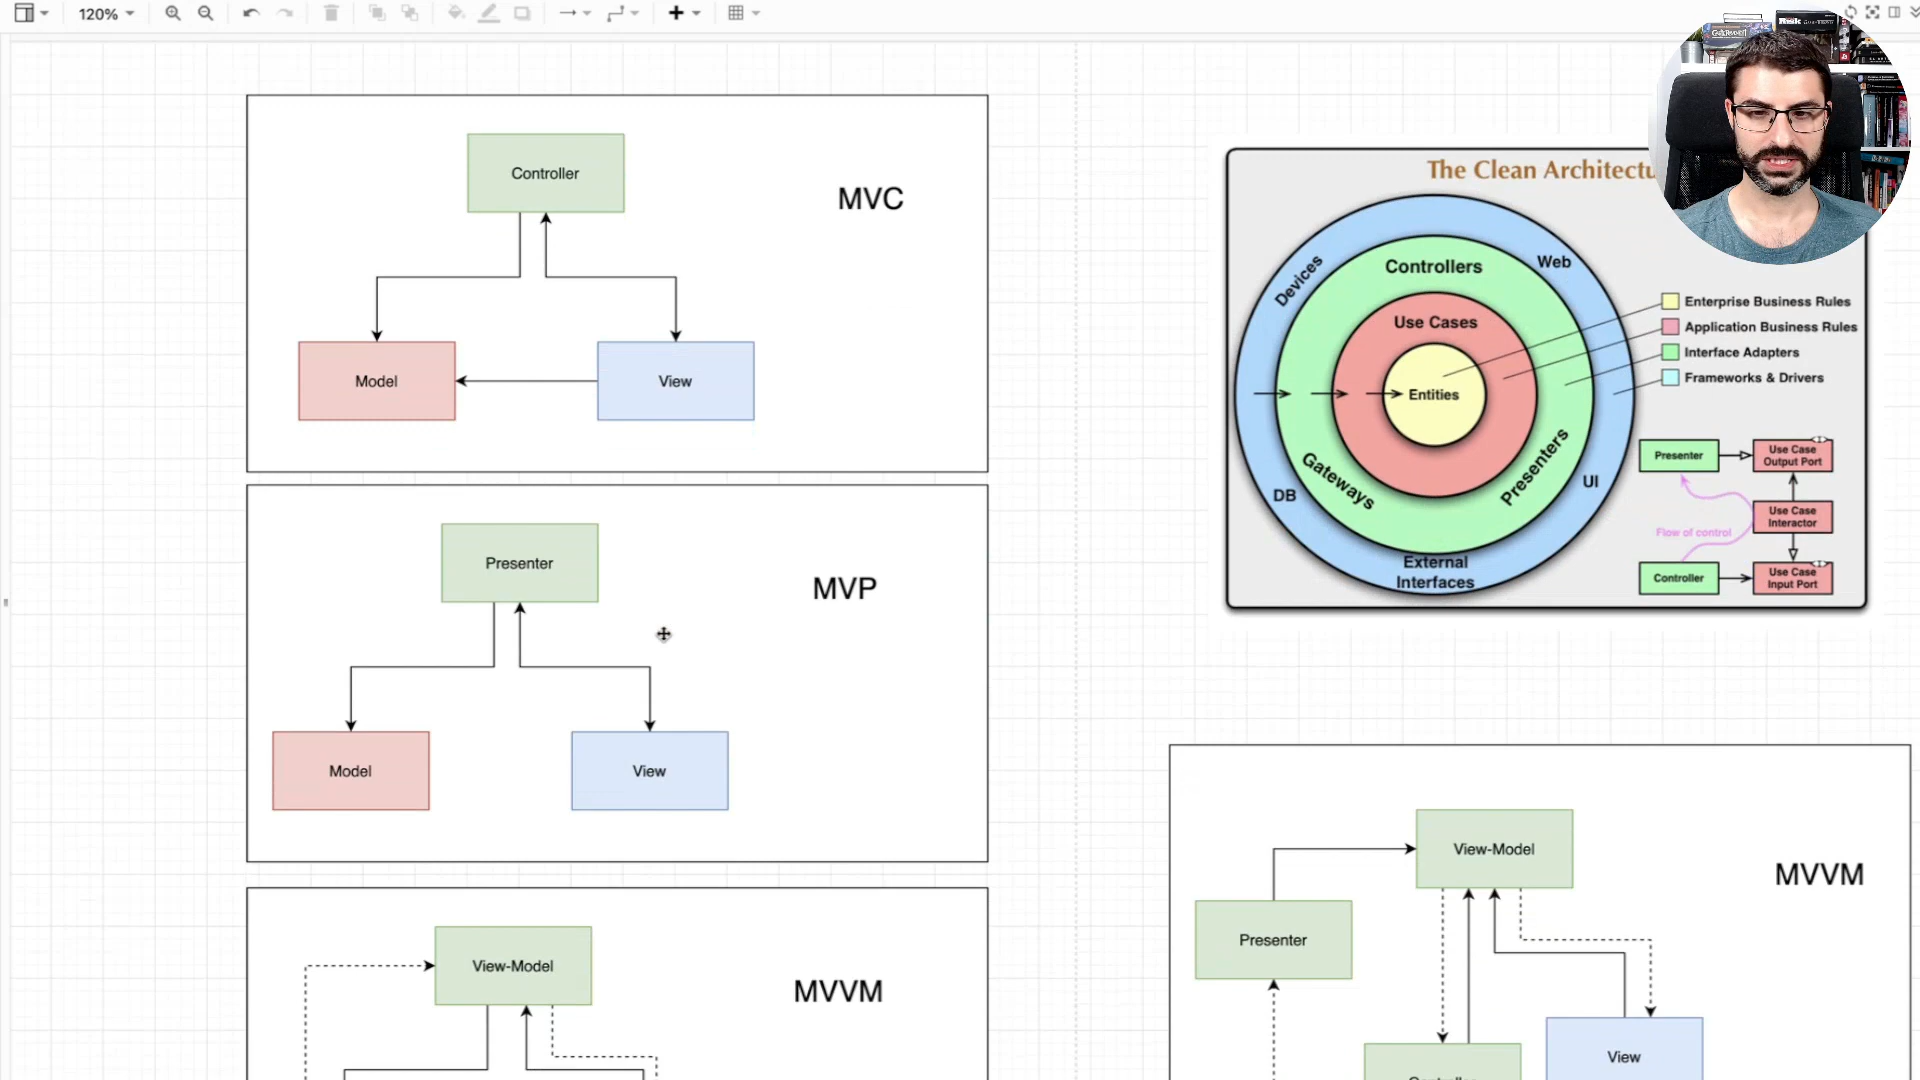 120%
Controller
MVC
Model
View
Presenter
MVP
Model
View
View-Model
MVVM
The Clean Architectu
Devices
Web
Controllers
Use Cases
Entities
Gateways
Presenters
DB
UI
External
Interfaces
Enterprise Business Rules
Application Business Rules
Interface Adapters
Frameworks & Drivers
Presenter
Use Case
Output Port
Use Case
Interactor
Flow of control
Controller
Use Case
Input Port
View-Model
MVVM
Presenter
View
Risk